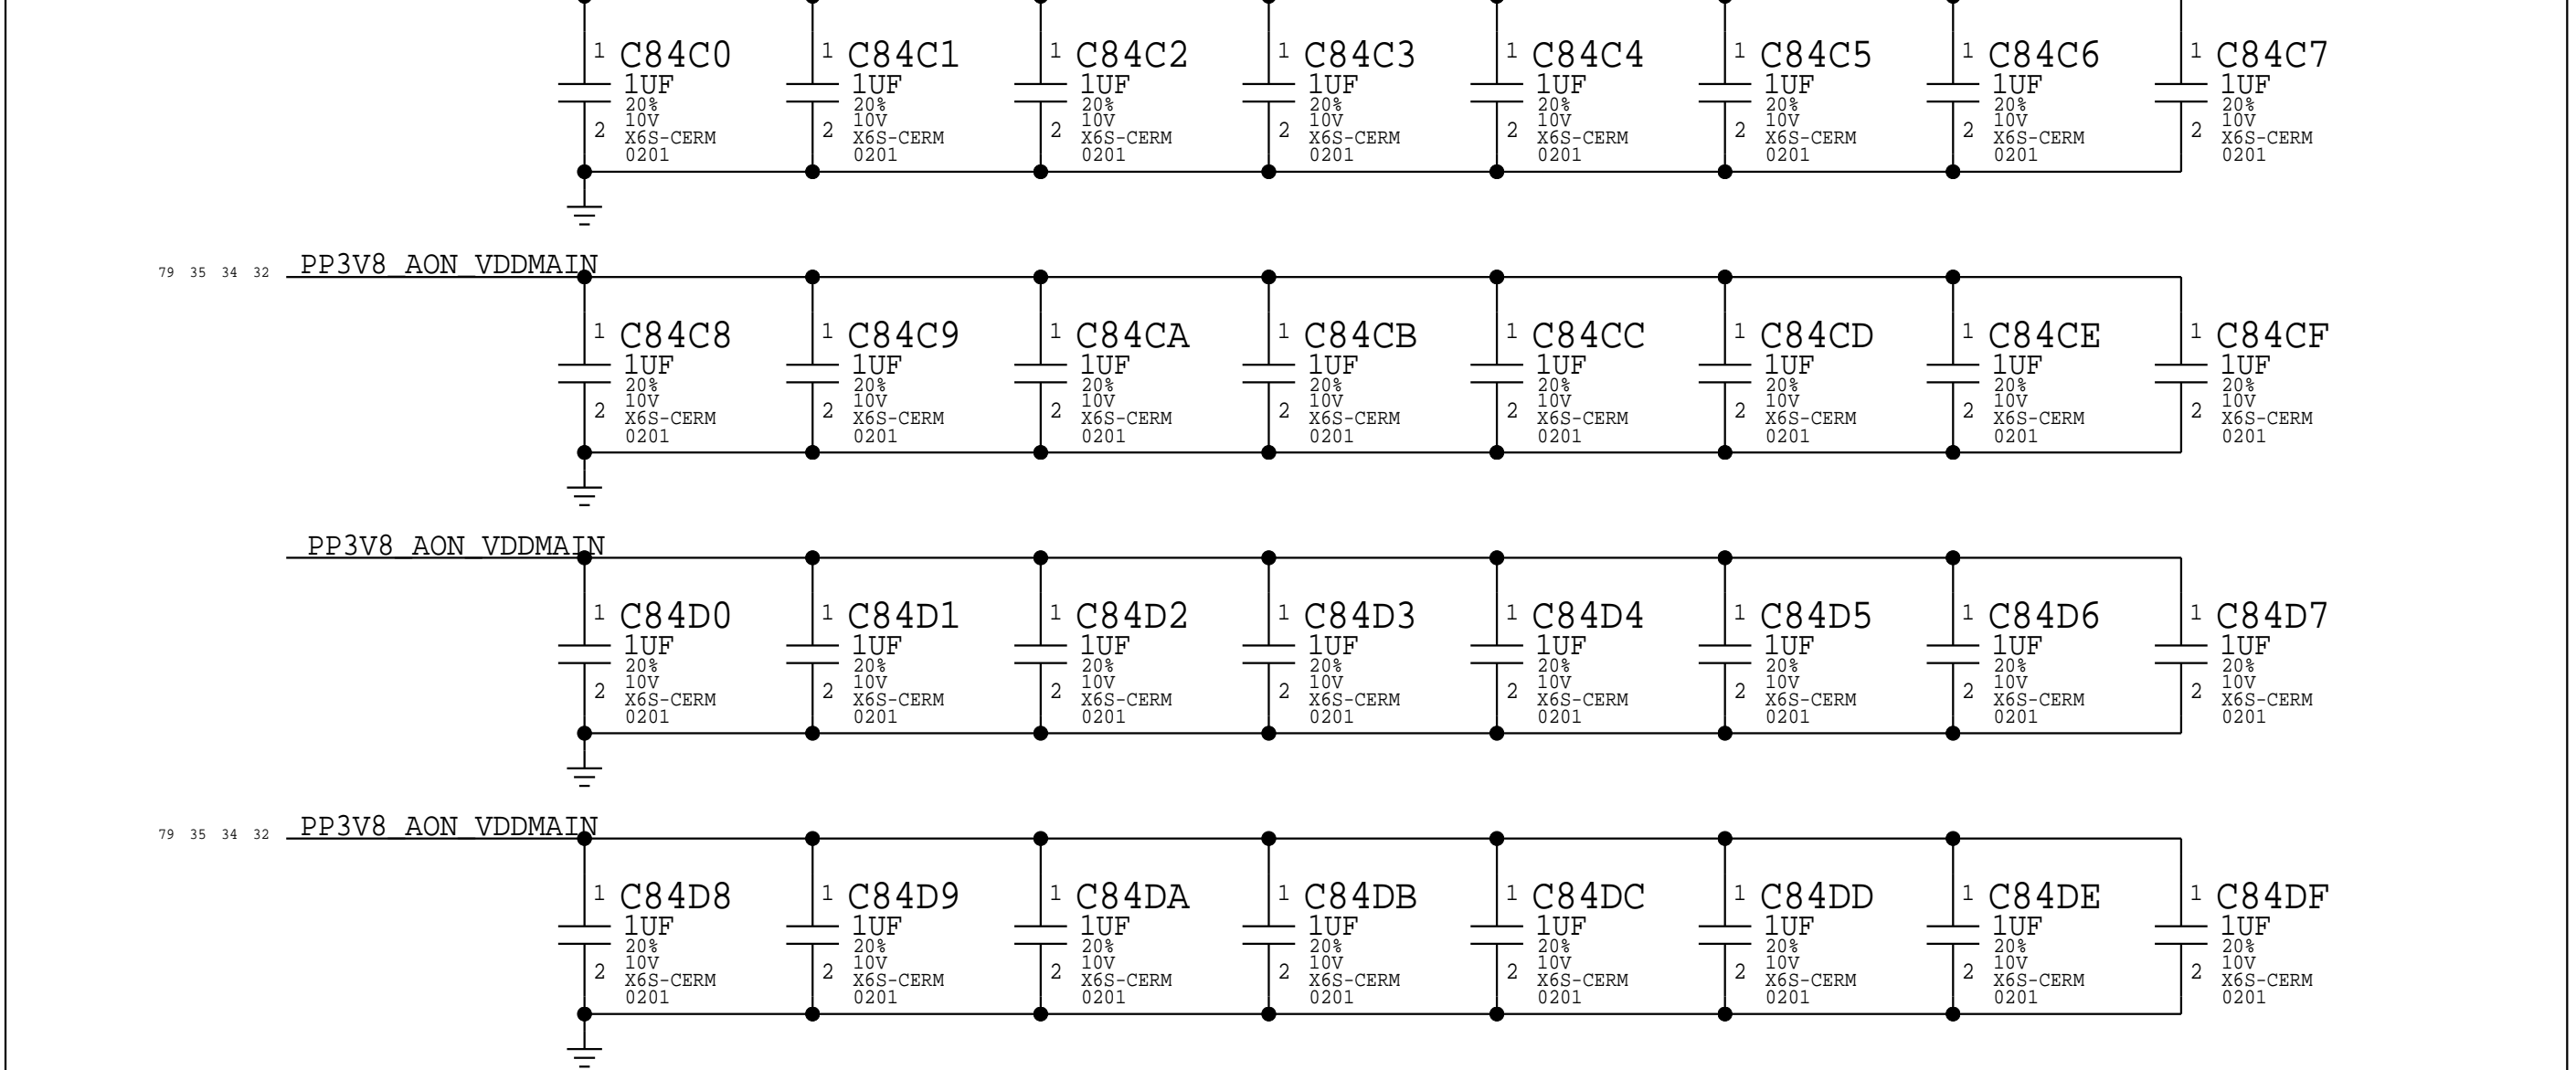 1 C84C0 1 C84C1 1 C84C2 1 C84C3 1 C84C4 1 C84C5 1 C84C6 1 C84C7
1UF 1UF 1UF 1UF 1UF 1UF 1UF 1UF
20% 20% 20% 20% 20% 20% 20% 20%
10V 10V 10V 10V 10V 10V 10V 10V
2 X6S-CERM 2 X6S-CERM 2 X6S-CERM 2 X6S-CERM 2 X6S-CERM 2 X6S-CERM 2 X6S-CERM 2 X6S-CERM
0201 0201 0201 0201 0201 0201 0201 0201
79 35 34 32 PP3V8_AON_VDDMAIN
1 C84C8 1 C84C9 1 C84CA 1 C84CB 1 C84CC 1 C84CD 1 C84CE 1 C84CF
1UF 1UF 1UF 1UF 1UF 1UF 1UF 1UF
20% 20% 20% 20% 20% 20% 20% 20%
10V 10V 10V 10V 10V 10V 10V 10V
2 X6S-CERM 2 X6S-CERM 2 X6S-CERM 2 X6S-CERM 2 X6S-CERM 2 X6S-CERM 2 X6S-CERM 2 X6S-CERM
0201 0201 0201 0201 0201 0201 0201 0201
PP3V8_AON_VDDMAIN
1 C84D0 1 C84D1 1 C84D2 1 C84D3 1 C84D4 1 C84D5 1 C84D6 1 C84D7
1UF 1UF 1UF 1UF 1UF 1UF 1UF 1UF
20% 20% 20% 20% 20% 20% 20% 20%
10V 10V 10V 10V 10V 10V 10V 10V
2 X6S-CERM 2 X6S-CERM 2 X6S-CERM 2 X6S-CERM 2 X6S-CERM 2 X6S-CERM 2 X6S-CERM 2 X6S-CERM
0201 0201 0201 0201 0201 0201 0201 0201
79 35 34 32 PP3V8_AON_VDDMAIN
1 C84D8 1 C84D9 1 C84DA 1 C84DB 1 C84DC 1 C84DD 1 C84DE 1 C84DF
1UF 1UF 1UF 1UF 1UF 1UF 1UF 1UF
20% 20% 20% 20% 20% 20% 20% 20%
10V 10V 10V 10V 10V 10V 10V 10V
2 X6S-CERM 2 X6S-CERM 2 X6S-CERM 2 X6S-CERM 2 X6S-CERM 2 X6S-CERM 2 X6S-CERM 2 X6S-CERM
0201 0201 0201 0201 0201 0201 0201 0201